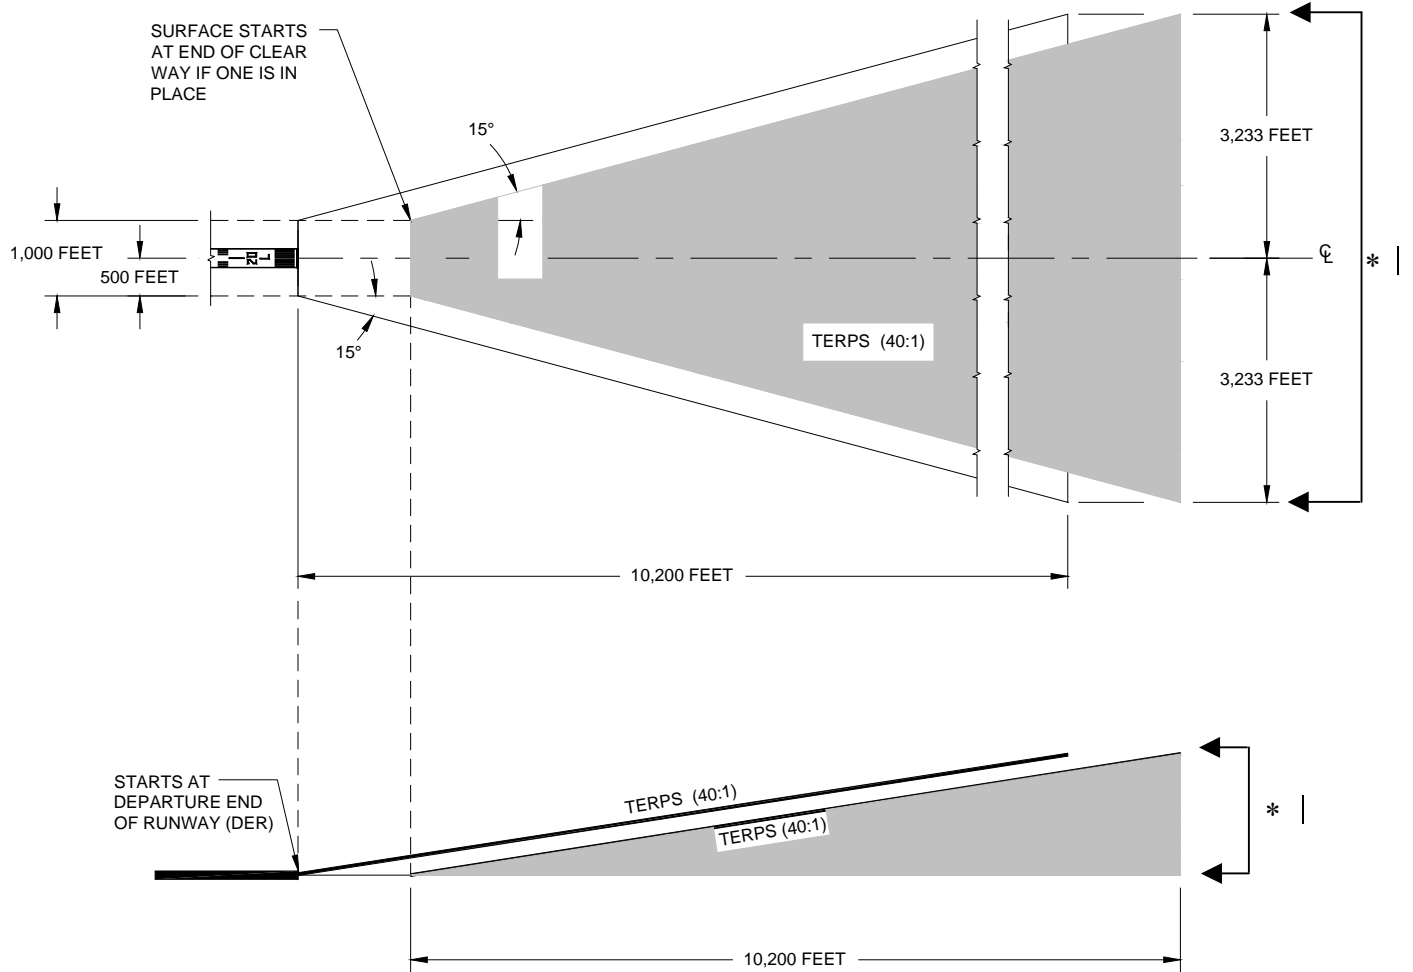 SURFACE STARTS
AT END OF CLEAR
WAY IF ONE IS IN
PLACE
15°
3,233 FEET
1,000 FEET
500 FEET
℄
*
15°
TERPS (40:1)
3,233 FEET
10,200 FEET
STARTS AT
DEPARTURE END
OF RUNWAY (DER)
TERPS (40:1)
TERPS (40:1)
*
10,200 FEET